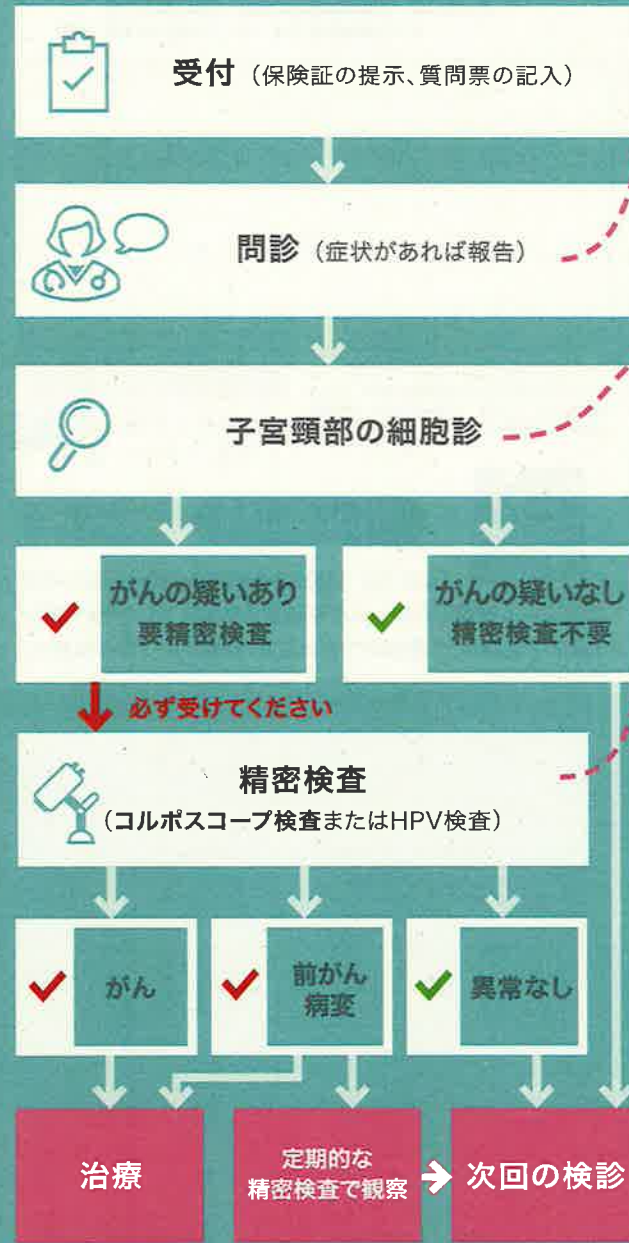 受付（保険証の提示、質問票の記入）
問診（症状があれば報告）
子宮頸部の細胞診
がんの疑いあり
要精密検査
がんの疑いなし
精密検査不要
必ず受けてください
精密検査
（コルポスコープ検査またはHPV検査）
がん
前がん
病変
異常なし
治療
定期的な
精密検査で観察
次回の検診